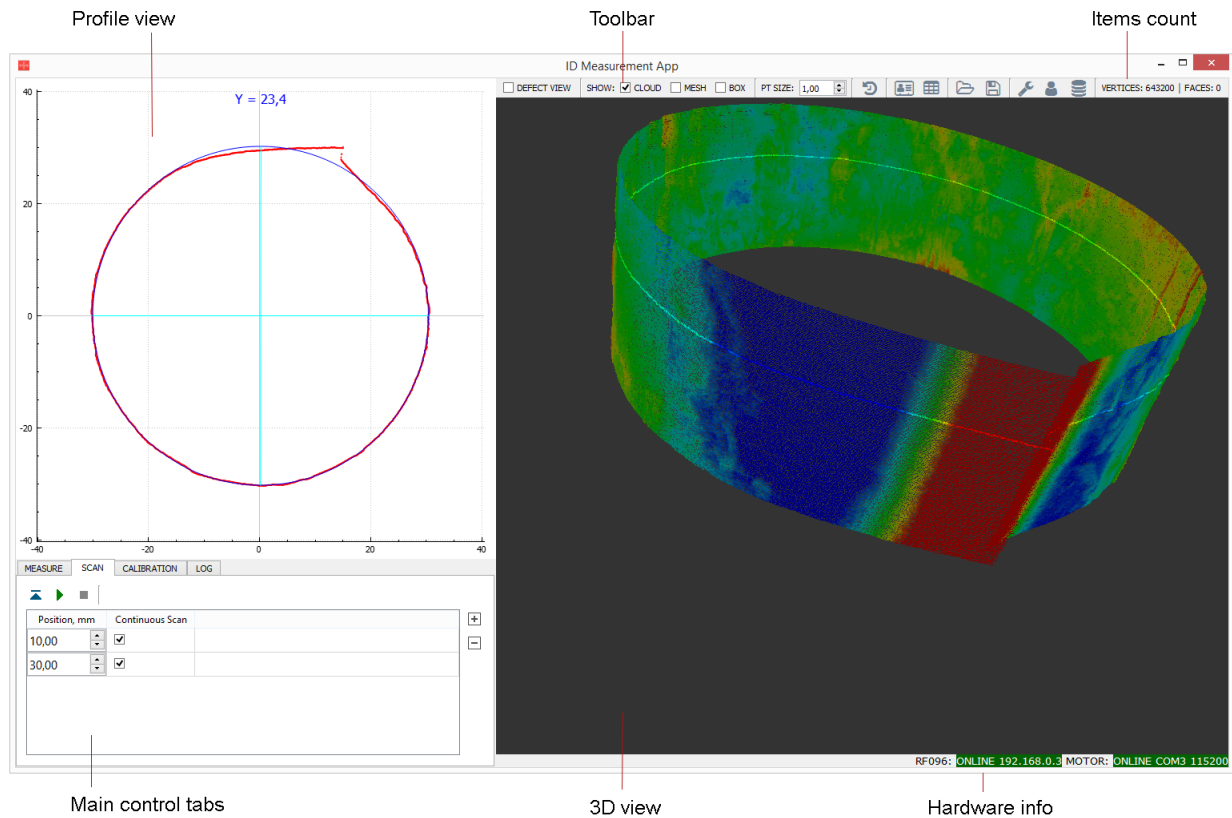 Profile view
Toolbar
Items count
ID Measurement App
DEFECT VIEW SHOW: CLOUD MESH BOX PT SIZE: 1,00 VERTICES: 643200 | FACES: 0
Y = 23,4
40
20
0
-20
-40
-40 -20 0 20 40
MEASURE SCAN CALIBRATION LOG
Position, mm Continuous Scan
10,00
30,00
RF096: ONLINE 192.168.0.3 MOTOR: ONLINE COM3 115200
Main control tabs
3D view
Hardware info